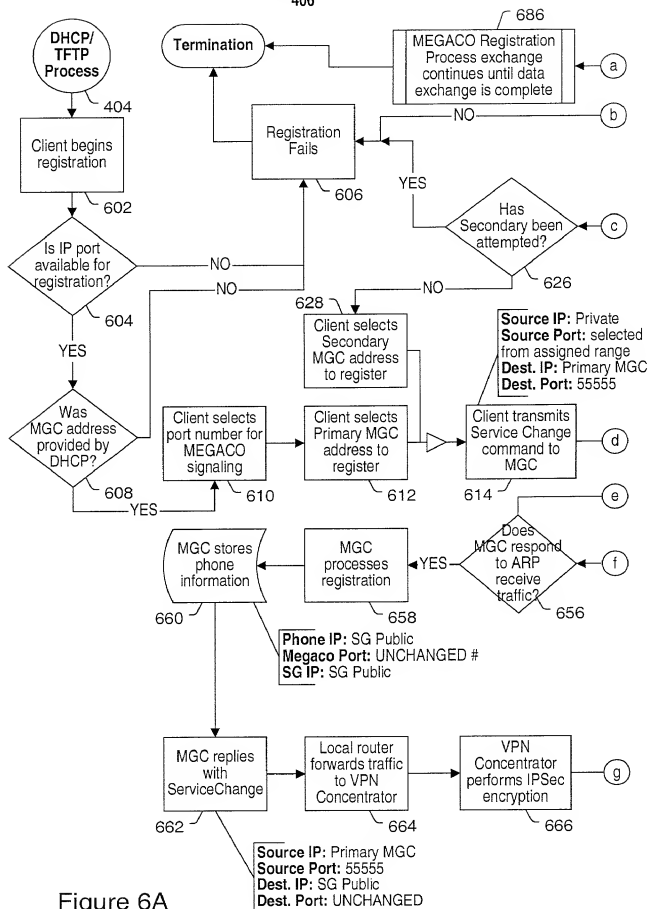 406
DHCP/
TFTP
Process
404
Client begins
registration
602
Is IP port
available for
registration?
604
NO
YES
Was
MGC address
provided by
DHCP?
608
NO
YES
Termination
Registration
Fails
606
686
MEGACO Registration
Process exchange
continues until data
exchange is complete
a
NO
b
YES
Has
Secondary been
attempted?
626
c
NO
628
Client selects
Secondary
MGC address
to register
Source IP: Private
Source Port: selected
from assigned range
Dest. IP: Primary MGC
Dest. Port: 55555
Client selects
port number for
MEGACO
signaling
610
Client selects
Primary MGC
address to
register
612
Client transmits
Service Change
command to
MGC
614
d
e
Does
MGC respond
to ARP
receive
traffic?
656
f
YES
MGC
processes
registration
658
MGC stores
phone
information
660
Phone IP: SG Public
Megaco Port: UNCHANGED #
SG IP: SG Public
MGC replies
with
ServiceChange
662
Local router
forwards traffic
to VPN
Concentrator
664
VPN
Concentrator
performs IPSec
encryption
666
g
Source IP: Primary MGC
Source Port: 55555
Dest. IP: SG Public
Dest. Port: UNCHANGED
Figure 6A